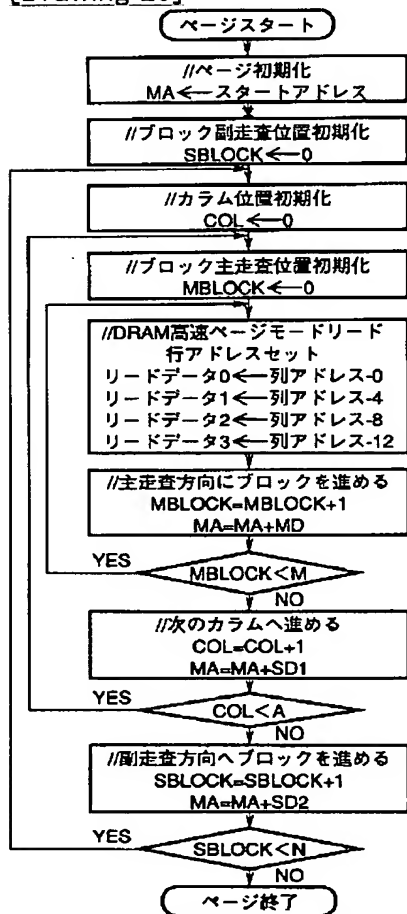 ページスタート
//ページ初期化
MA←スタートアドレス
//ブロック副走査位置初期化
SBLOCK←0
//カラム位置初期化
COL←0
//ブロック主走査位置初期化
MBLOCK←0
//DRAM高速ページモードリード
行アドレスセット
リードデータ0←列アドレス-0
リードデータ1←列アドレス-4
リードデータ2←列アドレス-8
リードデータ3←列アドレス-12
//主走査方向にブロックを進める
MBLOCK=MBLOCK+1
MA=MA+MD
YES
MBLOCK<M
NO
//次のカラムへ進める
COL=COL+1
MA=MA+SD1
YES
COL<A
NO
//副走査方向へブロックを進める
SBLOCK=SBLOCK+1
MA=MA+SD2
YES
SBLOCK<N
NO
ページ終了